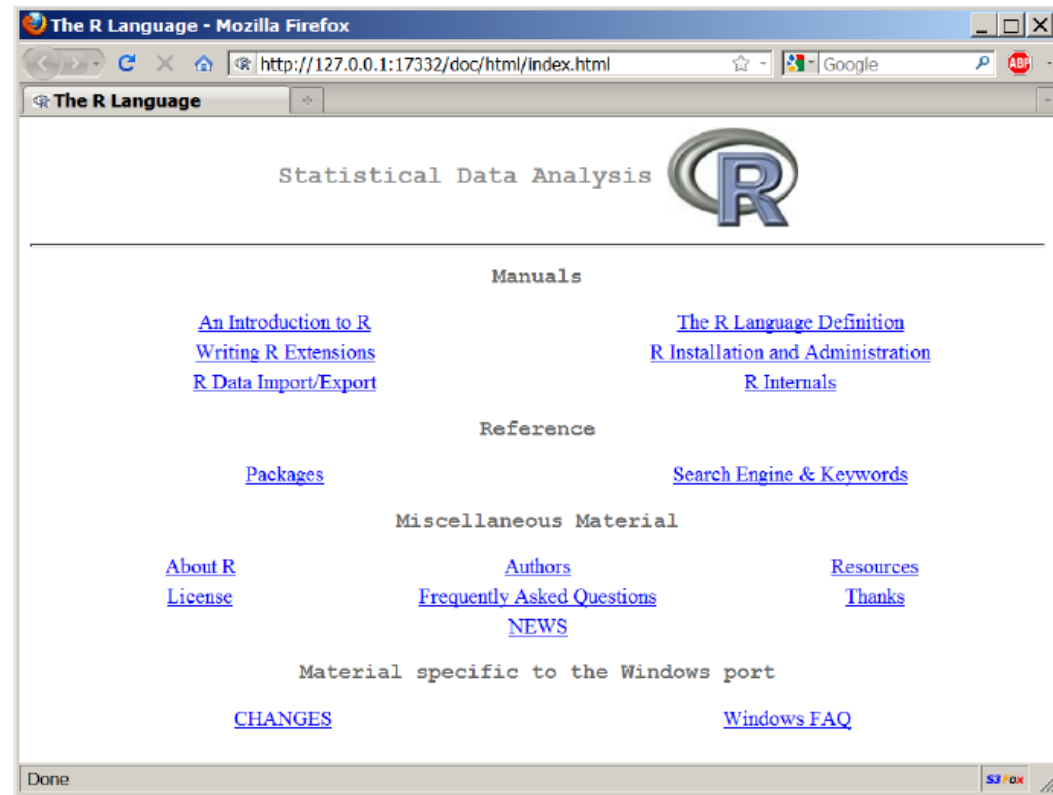 The R Language - Mozilla Firefox
http://127.0.0.1:17332/doc/html/index.html Google ABP
The R Language
Statistical Data Analysis R
Manuals
An Introduction to R The R Language Definition
Writing R Extensions R Installation and Administration
R Data Import/Export R Internals
Reference
Packages Search Engine & Keywords
Miscellaneous Material
About R Authors Resources
License Frequently Asked Questions Thanks
NEWS
Material specific to the Windows port
CHANGES Windows FAQ
Done S3Fox